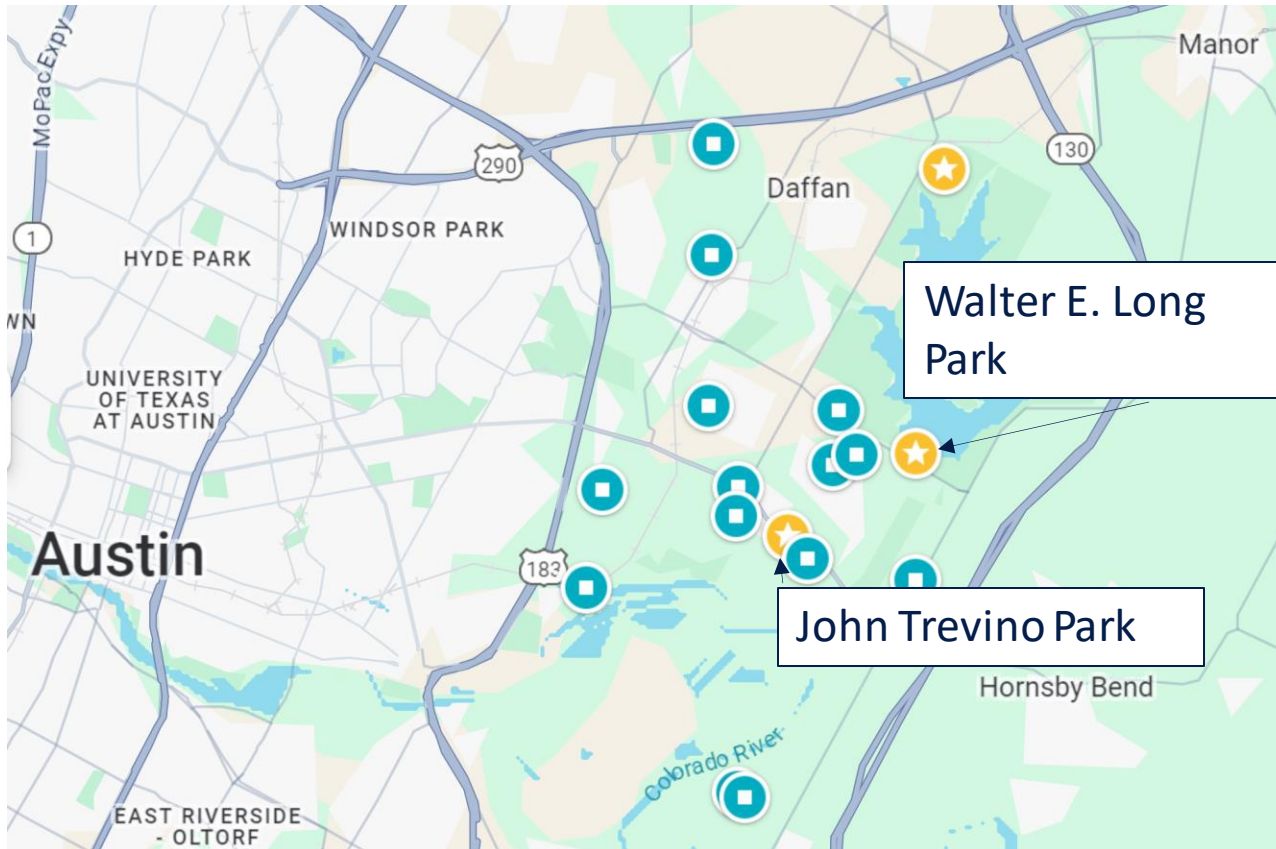 MoPac Expy
Manor
290
130
Daffan
1
WINDSOR PARK
HYDE PARK
Walter E. Long
Park
WN
UNIVERSITY
OF TEXAS
AT AUSTIN
Austin
183
John Trevino Park
Hornsby Bend
Colorado River
EAST RIVERSIDE
- OLTORF